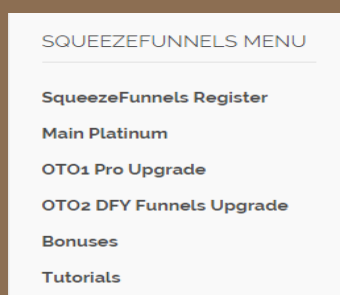 SQUEEZEFUNNELS MENU
SqueezeFunnels Register
Main Platinum
OTO1 Pro Upgrade
OTO2 DFY Funnels Upgrade
Bonuses
Tutorials